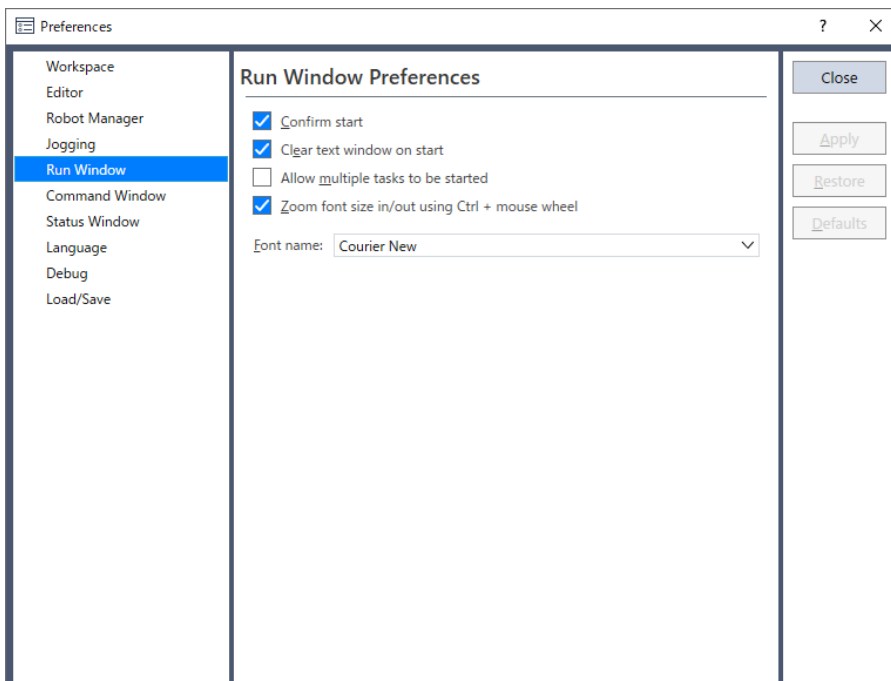 Preferences
?
Workspace
Editor
Robot Manager
Jogging
Run Window
Command Window
Status Window
Language
Debug
Load/Save
Run Window Preferences
Confirm start
Clear text window on start
Allow multiple tasks to be started
Zoom font size in/out using Ctrl + mouse wheel
Font name: Courier New
Close
Apply
Restore
Defaults